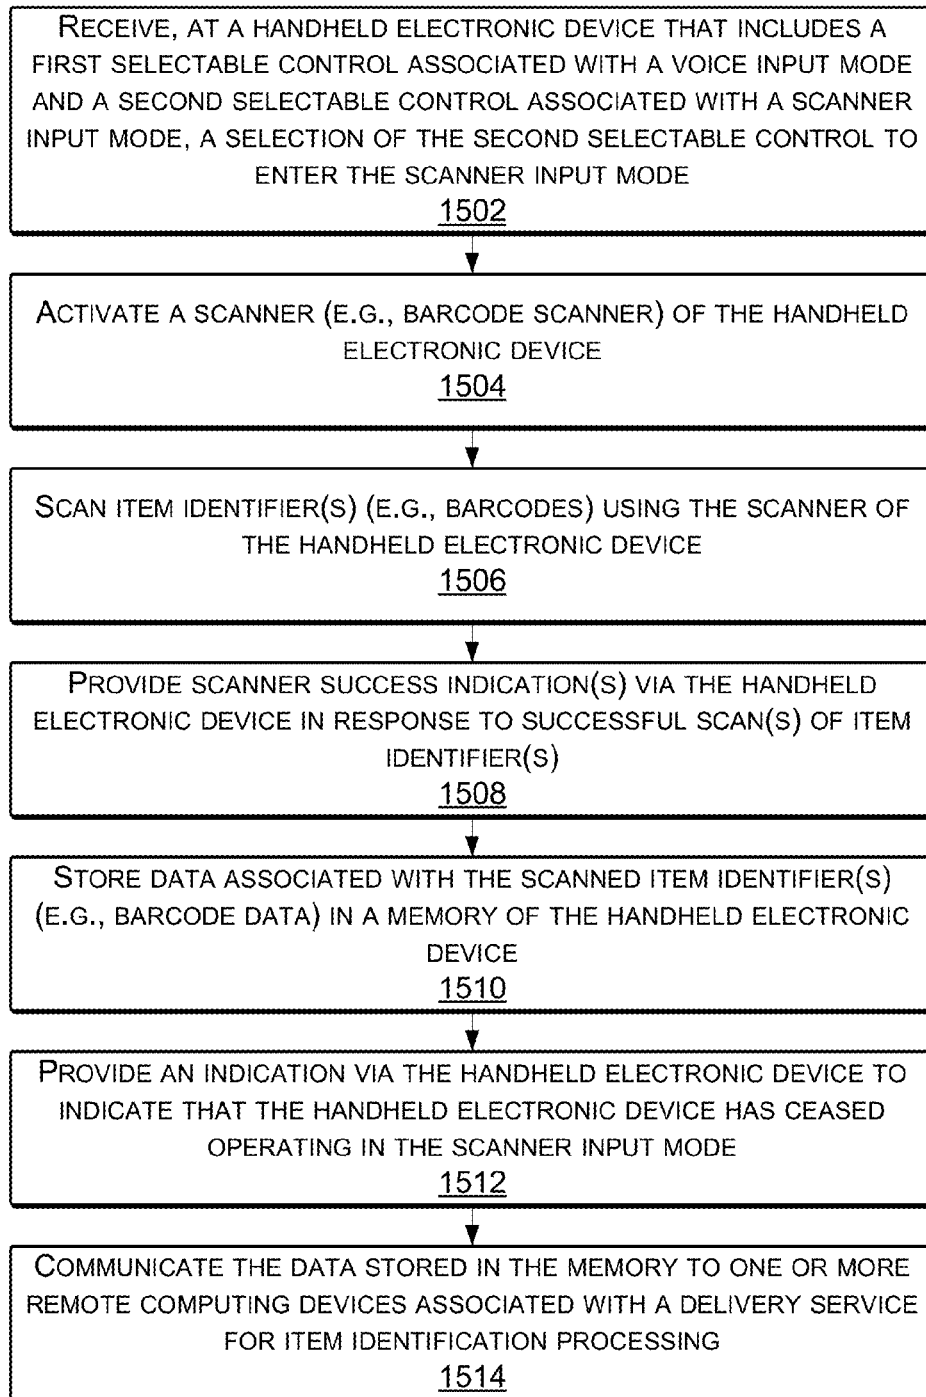 RECEIVE, AT A HANDHELD ELECTRONIC DEVICE THAT INCLUDES A
FIRST SELECTABLE CONTROL ASSOCIATED WITH A VOICE INPUT MODE
AND A SECOND SELECTABLE CONTROL ASSOCIATED WITH A SCANNER
INPUT MODE, A SELECTION OF THE SECOND SELECTABLE CONTROL TO
ENTER THE SCANNER INPUT MODE
1502
ACTIVATE A SCANNER (E.G., BARCODE SCANNER) OF THE HANDHELD
ELECTRONIC DEVICE
1504
SCAN ITEM IDENTIFIER(S) (E.G., BARCODES) USING THE SCANNER OF
THE HANDHELD ELECTRONIC DEVICE
1506
PROVIDE SCANNER SUCCESS INDICATION(S) VIA THE HANDHELD
ELECTRONIC DEVICE IN RESPONSE TO SUCCESSFUL SCAN(S) OF ITEM
IDENTIFIER(S)
1508
STORE DATA ASSOCIATED WITH THE SCANNED ITEM IDENTIFIER(S)
(E.G., BARCODE DATA) IN A MEMORY OF THE HANDHELD ELECTRONIC
DEVICE
1510
PROVIDE AN INDICATION VIA THE HANDHELD ELECTRONIC DEVICE TO
INDICATE THAT THE HANDHELD ELECTRONIC DEVICE HAS CEASED
OPERATING IN THE SCANNER INPUT MODE
1512
COMMUNICATE THE DATA STORED IN THE MEMORY TO ONE OR MORE
REMOTE COMPUTING DEVICES ASSOCIATED WITH A DELIVERY SERVICE
FOR ITEM IDENTIFICATION PROCESSING
1514